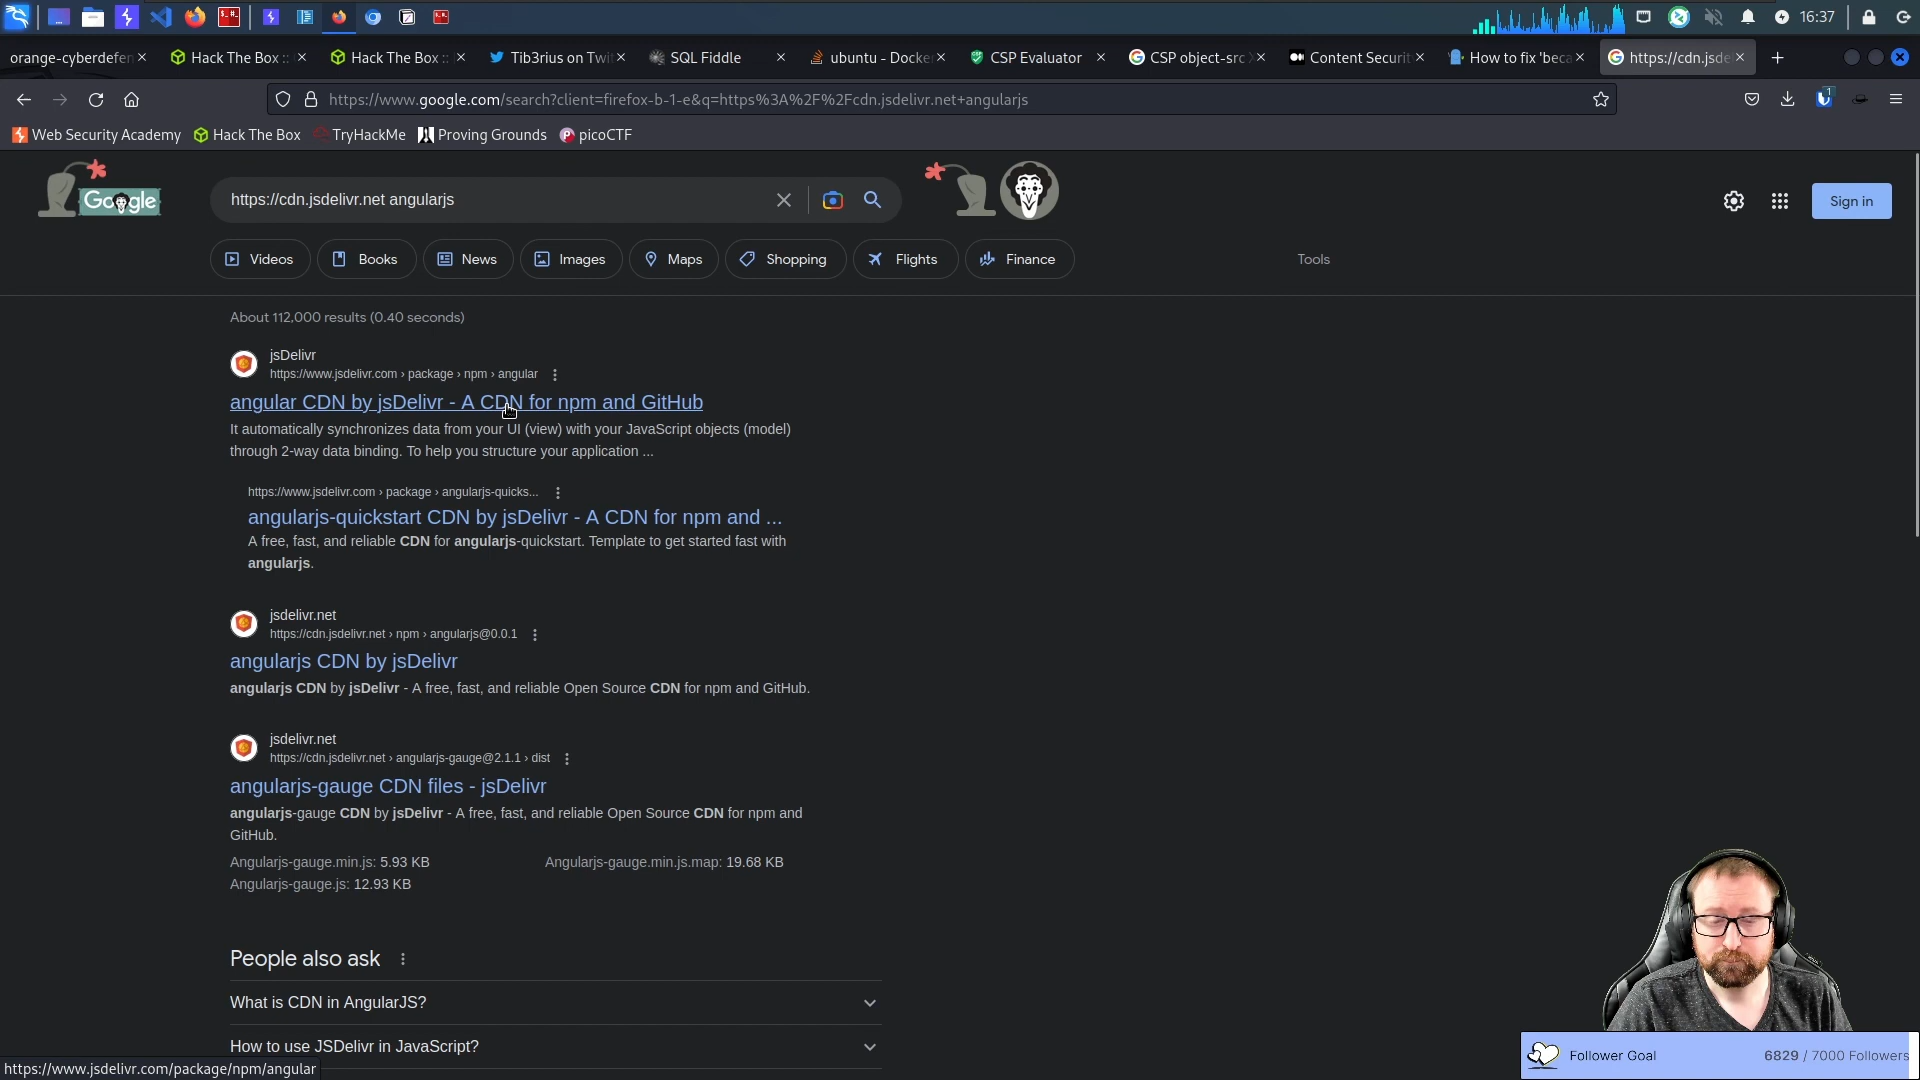 16:37
orange-cyberdefen
Hack The Box ::
Hack The Box ::
Tib3rius on Twi
SQL Fiddle
ubuntu - Docke
CSP Evaluator
CSP object-src
Content Securit
How to fix 'beca
https://cdn.jsde
https://www.google.com/search?client=firefox-b-1-e&q=https%3A%2F%2Fcdn.jsdelivr.net+angularjs
1
Web Security Academy
Hack The Box
TryHackMe
Proving Grounds
picoCTF
Google
https://cdn.jsdelivr.net angularjs
Sign in
Videos
Books
News
Images
Maps
Shopping
Flights
Finance
Tools
About 112,000 results (0.40 seconds)
jsDelivr
https://www.jsdelivr.com › package › npm › angular
angular CDN by jsDelivr - A CDN for npm and GitHub
It automatically synchronizes data from your UI (view) with your JavaScript objects (model)
through 2-way data binding. To help you structure your application ...
https://www.jsdelivr.com › package › angularjs-quicks...
angularjs-quickstart CDN by jsDelivr - A CDN for npm and ...
A free, fast, and reliable CDN for angularjs-quickstart. Template to get started fast with
angularjs.
jsdelivr.net
https://cdn.jsdelivr.net › npm › angularjs@0.0.1
angularjs CDN by jsDelivr
angularjs CDN by jsDelivr - A free, fast, and reliable Open Source CDN for npm and GitHub.
jsdelivr.net
https://cdn.jsdelivr.net › angularjs-gauge@2.1.1 › dist
angularjs-gauge CDN files - jsDelivr
angularjs-gauge CDN by jsDelivr - A free, fast, and reliable Open Source CDN for npm and
GitHub.
Angularjs-gauge.min.js: 5.93 KB
Angularjs-gauge.min.js.map: 19.68 KB
Angularjs-gauge.js: 12.93 KB
People also ask
What is CDN in AngularJS?
How to use JSDelivr in JavaScript?
https://www.jsdelivr.com/package/npm/angular
Follower Goal
6829 / 7000 Followers